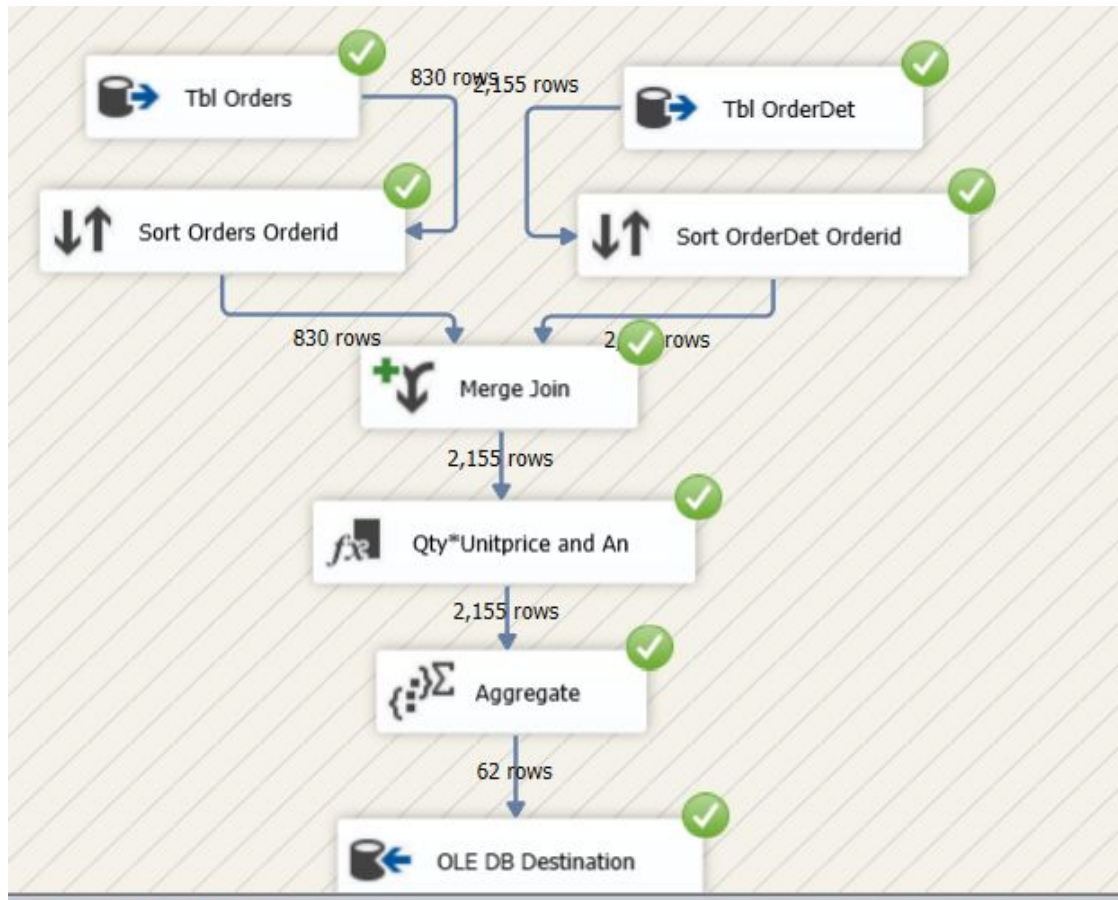 830 rows
2,155 rows
Tbl Orders
Tbl OrderDet
Sort Orders Orderid
Sort OrderDet Orderid
830 rows
rows
Merge Join
2,155 rows
Qty*Unitprice and An
2,155 rows
Aggregate
62 rows
OLE DB Destination